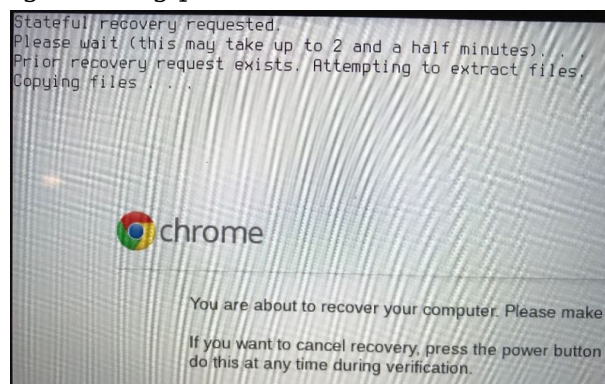 Stateful recovery requested.
Please wait (this may take up to 2 and a half minutes). . .
Prior recovery request exists. Attempting to extract files.
Copying files . . .
chrome
You are about to recover your computer. Please make
If you want to cancel recovery, press the power button
do this at any time during verification.